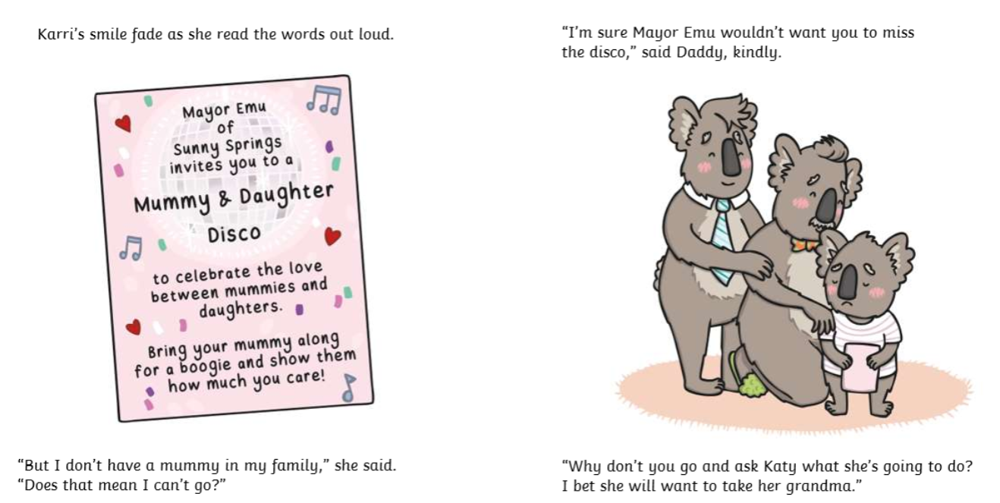 Karri’s smile fade as she read the words out loud.
Mayor Emu
of
Sunny Springs
invites you to a
Mummy & Daughter
Disco
to celebrate the love
between mummies and
daughters.
Bring your mummy along
for a boogie and show them
how much you care!
“But I don’t have a mummy in my family,” she said.
“Does that mean I can’t go?”
“I’m sure Mayor Emu wouldn’t want you to miss
the disco,” said Daddy, kindly.
“Why don’t you go and ask Katy what she’s going to do?
I bet she will want to take her grandma.”